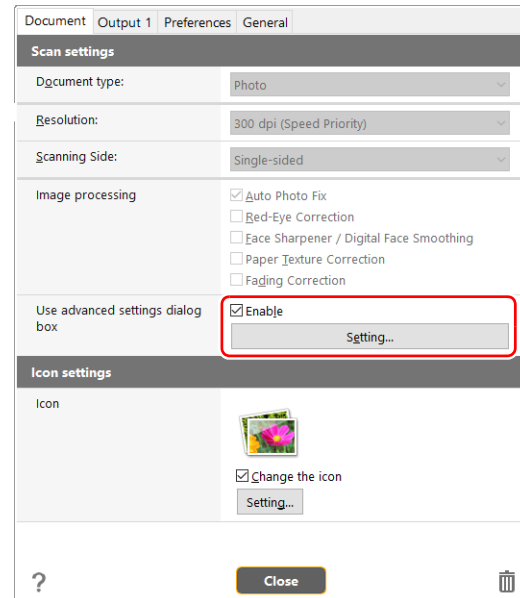 Document Output 1 Preferences General
Scan settings
Document type:
Photo
Resolution:
300 dpi (Speed Priority)
Scanning Side:
Single-sided
Image processing
Auto Photo Fix
Red-Eye Correction
Face Sharpener / Digital Face Smoothing
Paper Texture Correction
Fading Correction
Use advanced settings dialog
box
Enable
Setting...
Icon settings
Icon
Change the icon
Setting...
?
Close